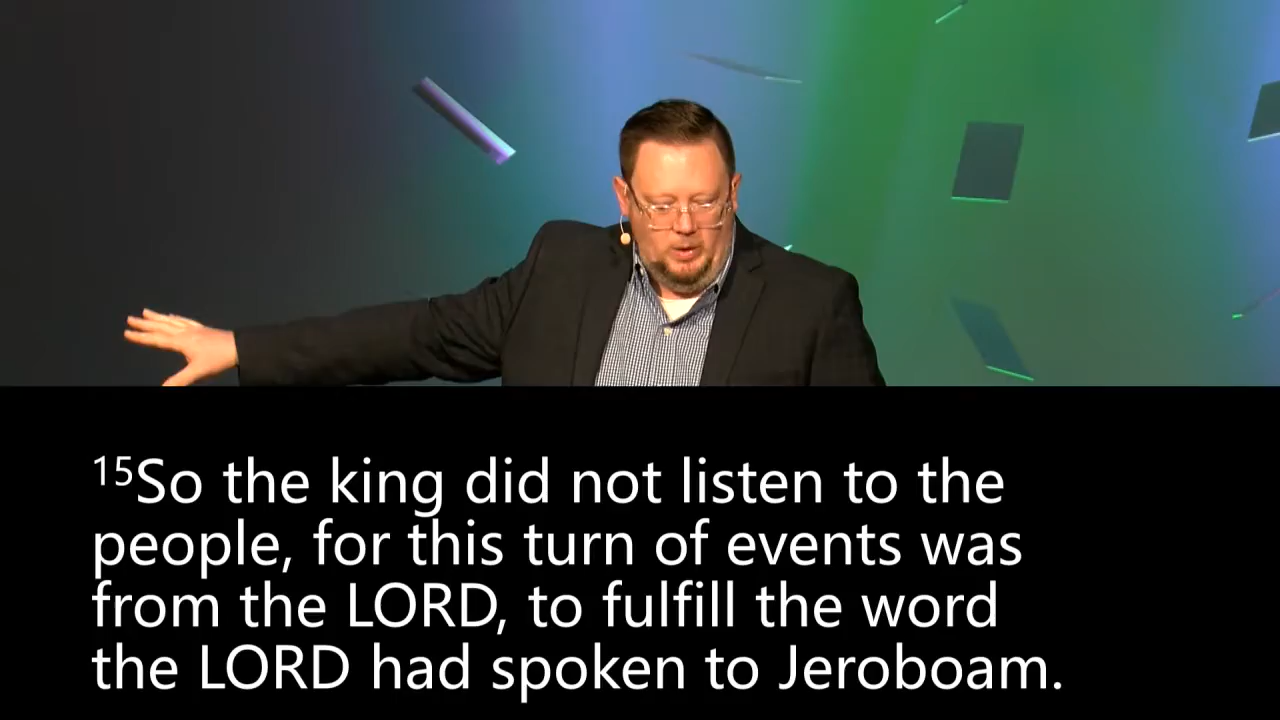 15So the king did not listen to the
people, for this turn of events was
from the LORD, to fulfill the word
the LORD had spoken to Jeroboam.